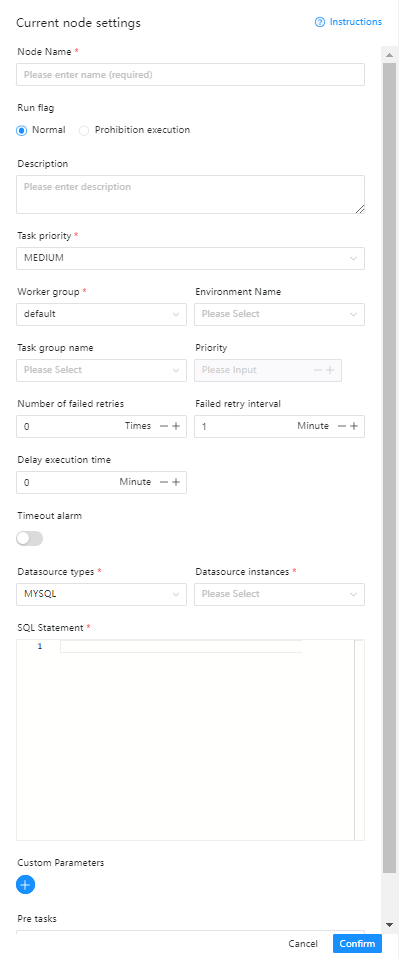 Current node settings
Instructions
Node Name *
Please enter name (required)
Run flag
Normal Prohibition execution
Description
Please enter description
Task priority *
MEDIUM
Worker group * Environment Name
default Please Select
Task group name Priority
Please Select Please Input
Number of failed retries Failed retry interval
0 Times 1 Minute
Delay execution time
0 Minute
Timeout alarm
Datasource types * Datasource instances *
MYSQL Please Select
SQL Statement *
1
Custom Parameters
Pre tasks
Cancel Confirm